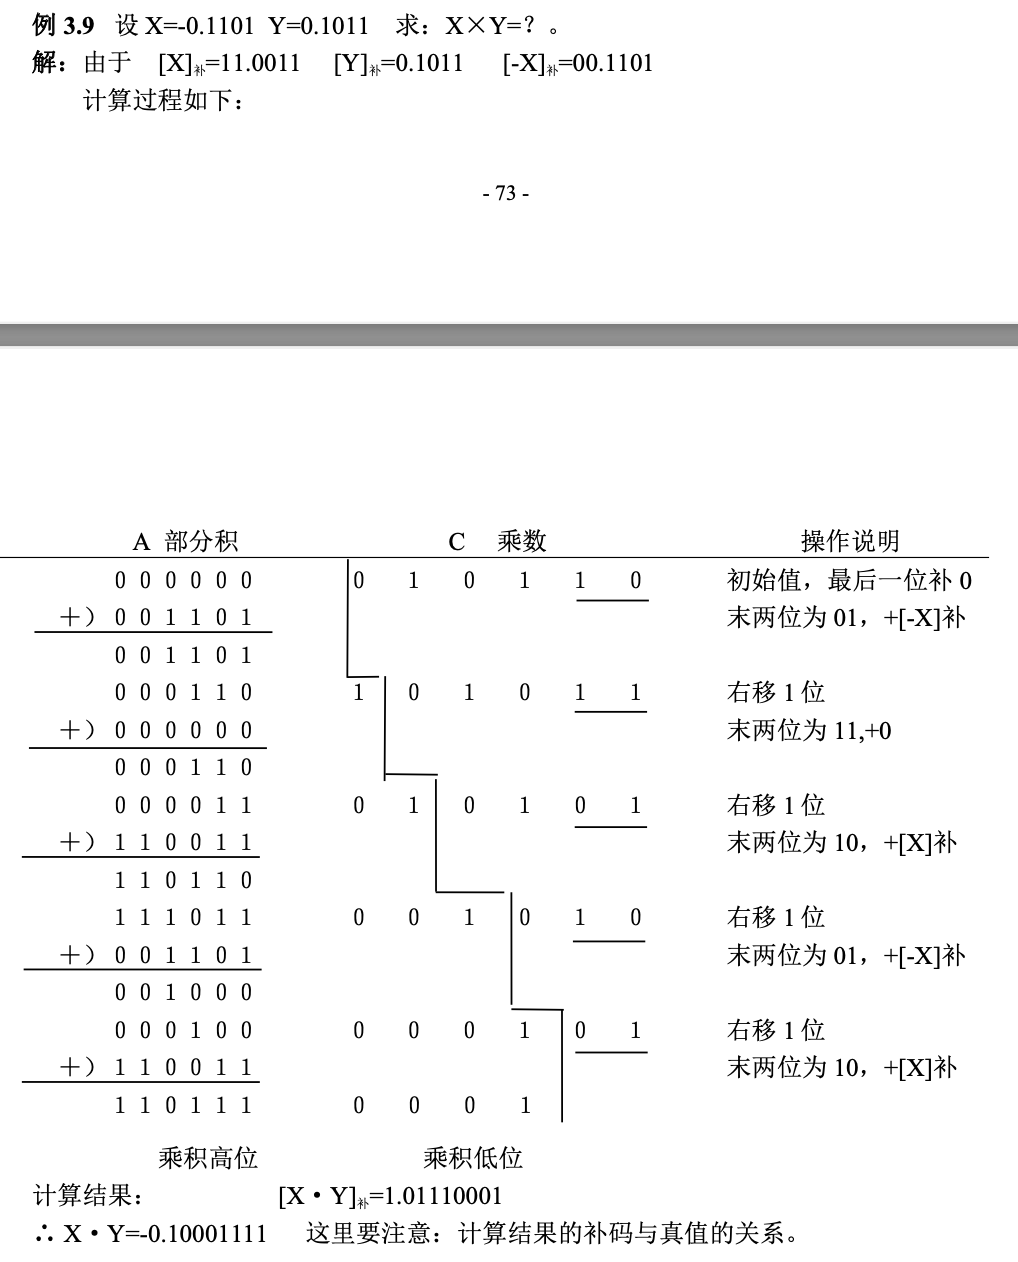 例 3.9 设 X=-0.1101 Y=0.1011 求：X×Y=？。
解：由于 [X]补=11.0011 [Y]补=0.1011 [-X]补=00.1101
计算过程如下：
- 73 -
A 部分积 C 乘数 操作说明
0 0 0 0 0 0 0 1 0 1 1 0 初始值，最后一位补 0
+）0 0 1 1 0 1 末两位为 01，+[-X]补
0 0 1 1 0 1
0 0 0 1 1 0 1 0 1 0 1 1 右移 1 位
+）0 0 0 0 0 0 末两位为 11,+0
0 0 0 1 1 0
0 0 0 0 1 1 0 1 0 1 0 1 右移 1 位
+）1 1 0 0 1 1 末两位为 10，+[X]补
1 1 0 1 1 0
1 1 1 0 1 1 0 0 1 0 1 0 右移 1 位
+）0 0 1 1 0 1 末两位为 01，+[-X]补
0 0 1 0 0 0
0 0 0 1 0 0 0 0 0 1 0 1 右移 1 位
+）1 1 0 0 1 1 末两位为 10，+[X]补
1 1 0 1 1 1 0 0 0 1
乘积高位 乘积低位
计算结果： [X·Y]补=1.01110001
∴ X·Y=-0.10001111 这里要注意：计算结果的补码与真值的关系。